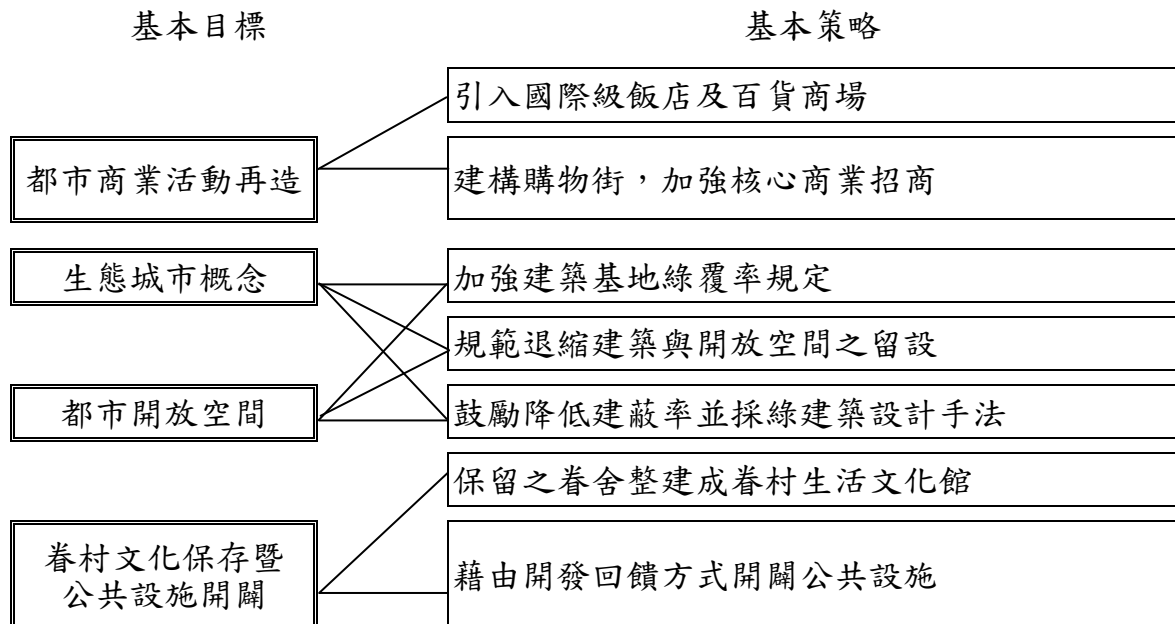 基本目標
基本策略
引入國際級飯店及百貨商場
都市商業活動再造
建構購物街，加強核心商業招商
生態城市概念
加強建築基地綠覆率規定
規範退縮建築與開放空間之留設
都市開放空間
鼓勵降低建蔽率並採綠建築設計手法
保留之眷舍整建成眷村生活文化館
眷村文化保存暨
公共設施開闢
藉由開發回饋方式開闢公共設施